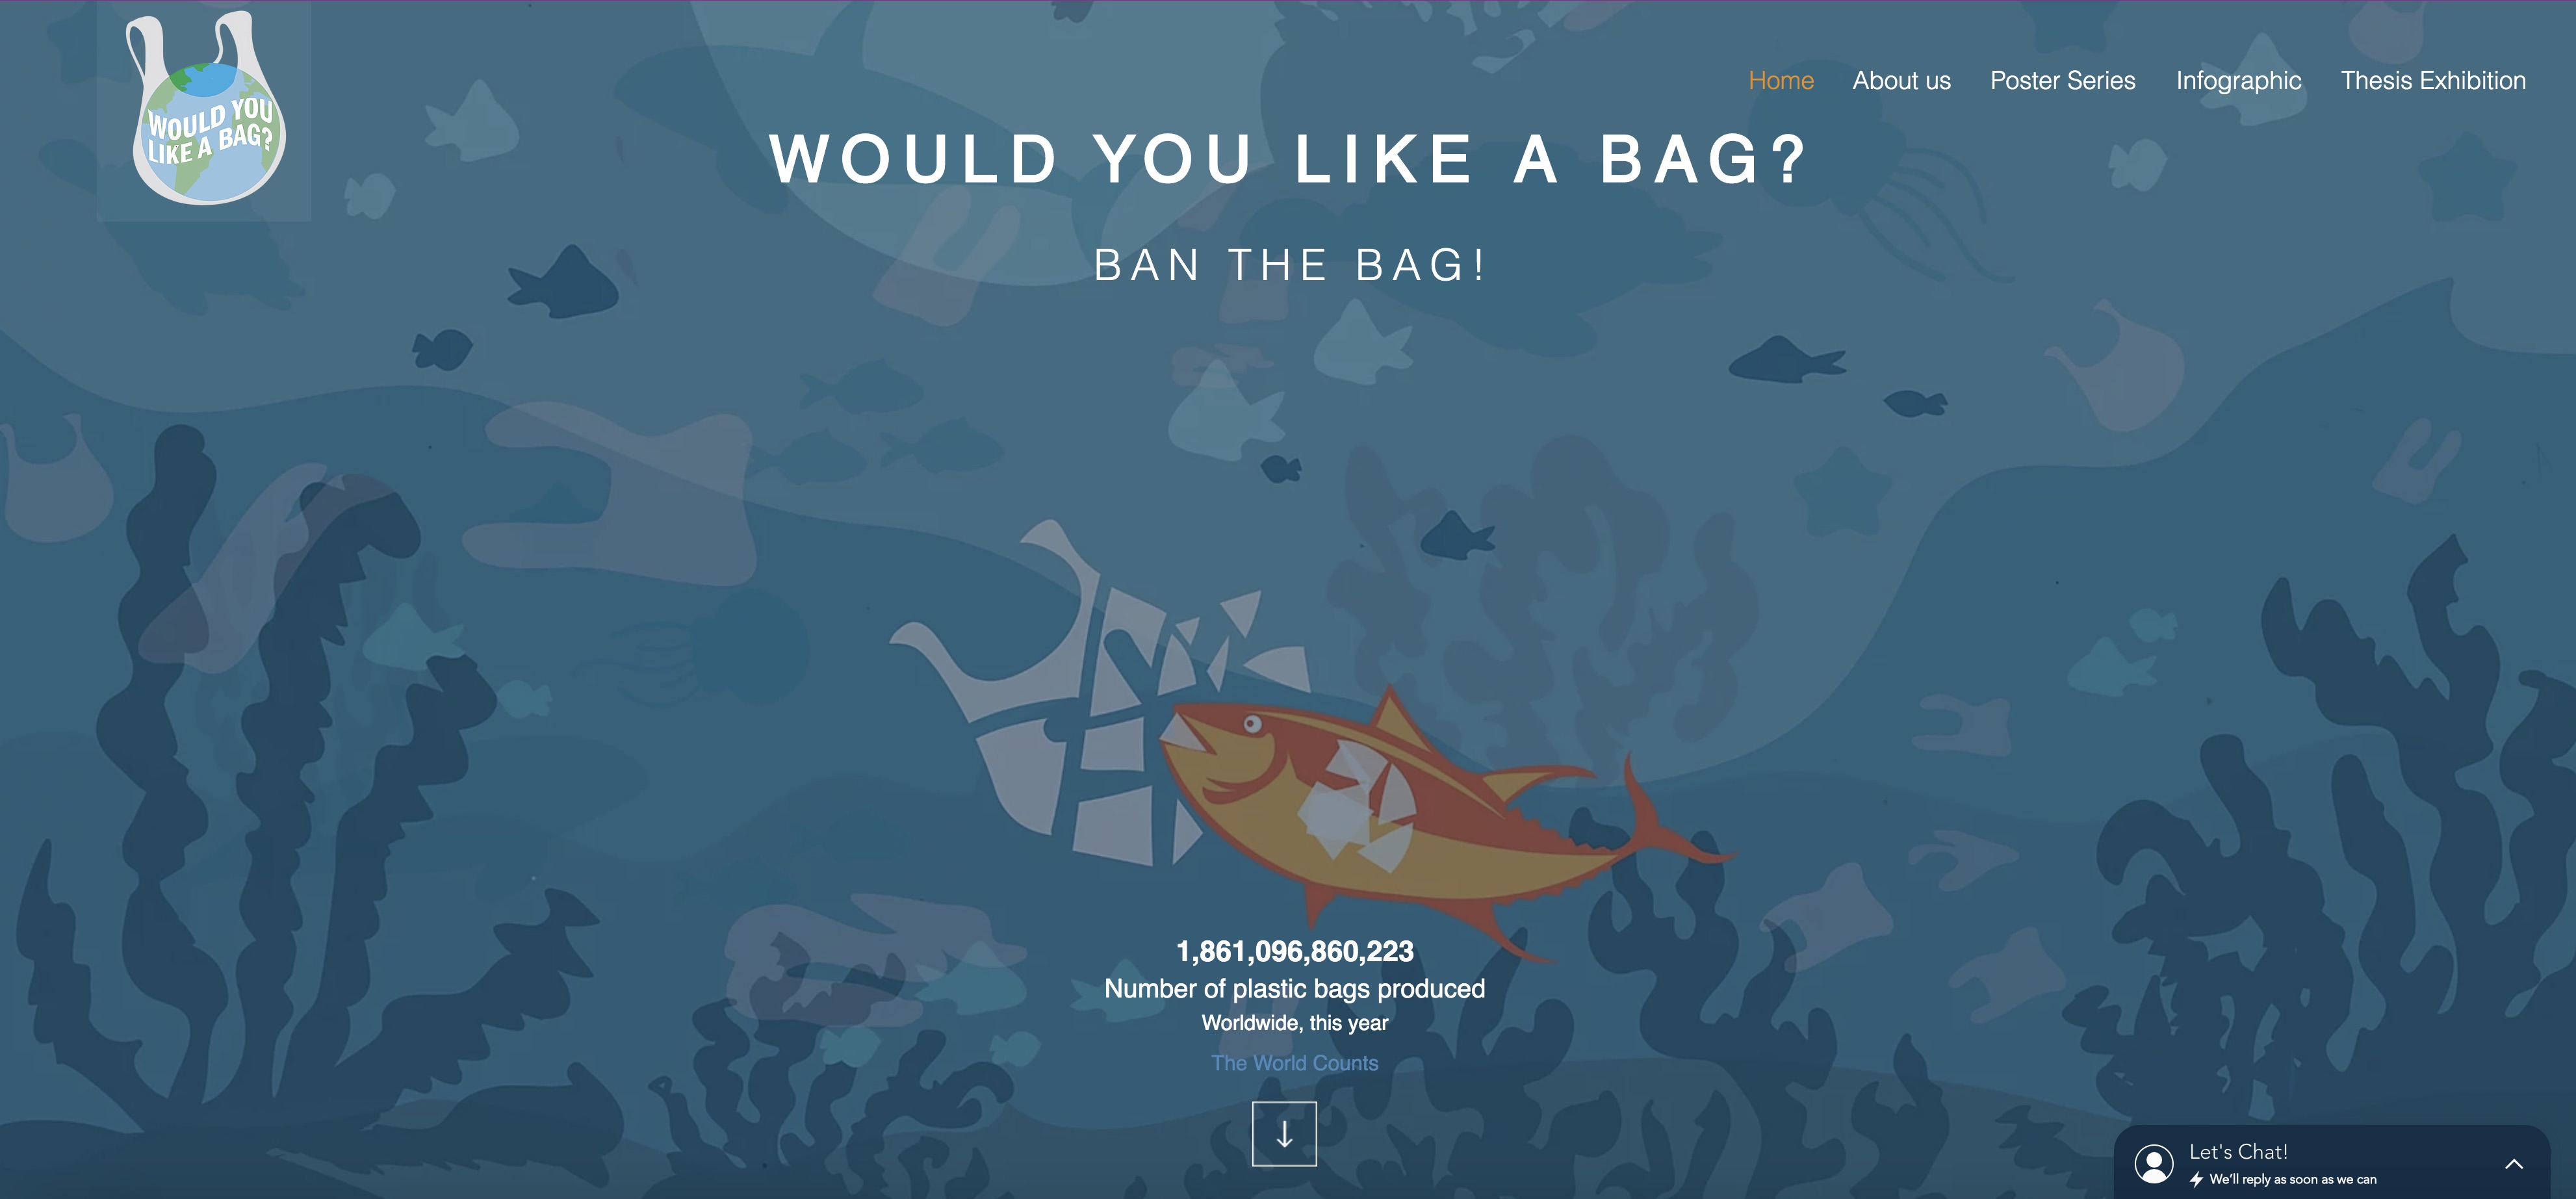 WOULD YOU
LIKE A BAG?
Home About us Poster Series Infographic Thesis Exhibition
WOULD YOU LIKE A BAG?
BAN THE BAG!
1,861,096,860,223
Number of plastic bags produced
Worldwide, this year
The World Counts
Let's Chat!
We'll reply as soon as we can